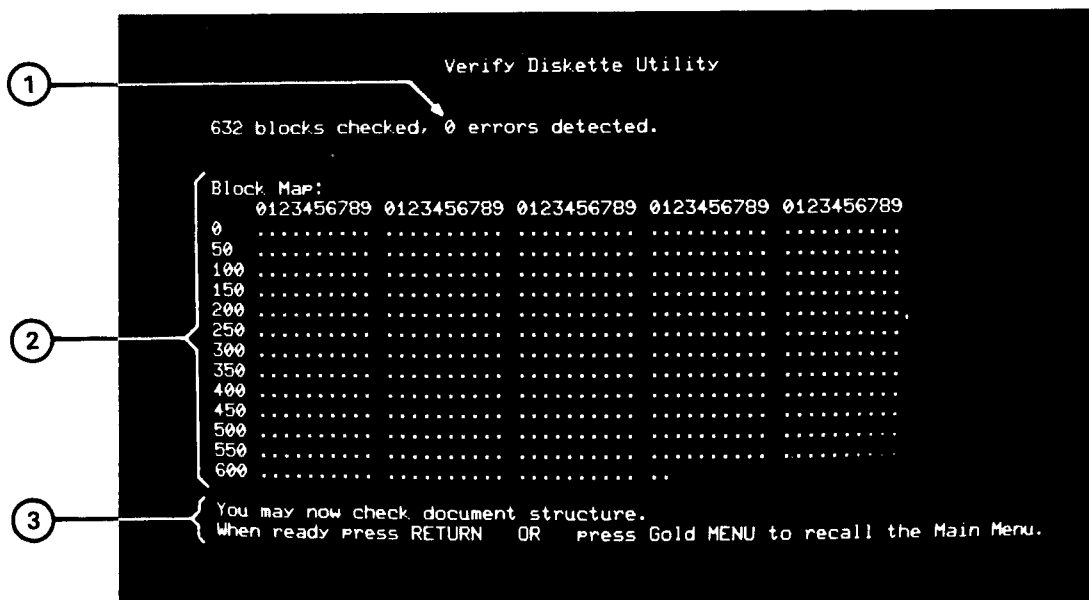 Verify Diskette Utility
1
632 blocks checked, 0 errors detected.
Block Map:
0123456789 0123456789 0123456789 0123456789 0123456789
0 .......... .......... .......... .......... ..........
50 .......... .......... .......... .......... ..........
100 .......... .......... .......... .......... ..........
150 .......... .......... .......... .......... ..........
200 .......... .......... .......... .......... ..........
250 .......... .......... .......... .......... ..........
2
300 .......... .......... .......... .......... ..........
350 .......... .......... .......... .......... ..........
400 .......... .......... .......... .......... ..........
450 .......... .......... .......... .......... ..........
500 .......... .......... .......... .......... ..........
550 .......... .......... .......... .......... ..........
600 .......... .......... .......... ..
3
You may now check document structure.
When ready press RETURN OR press Gold MENU to recall the Main Menu.